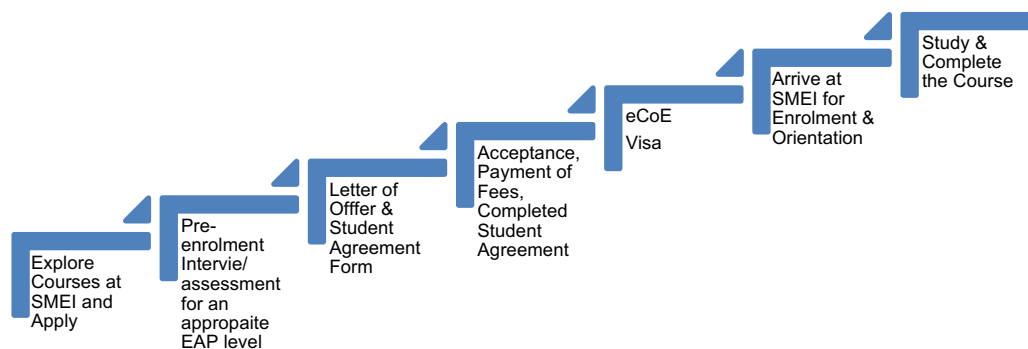 Explore
Courses at
SMEI and
Apply
Pre-
enrolment
Intervie/
assessment
for an
appropaite
EAP level
Letter of
Offfer &
Student
Agreement
Form
Acceptance,
Payment of
Fees,
Completed
Student
Agreement
eCoE
Visa
Arrive at
SMEI for
Enrolment &
Orientation
Study &
Complete
the Course